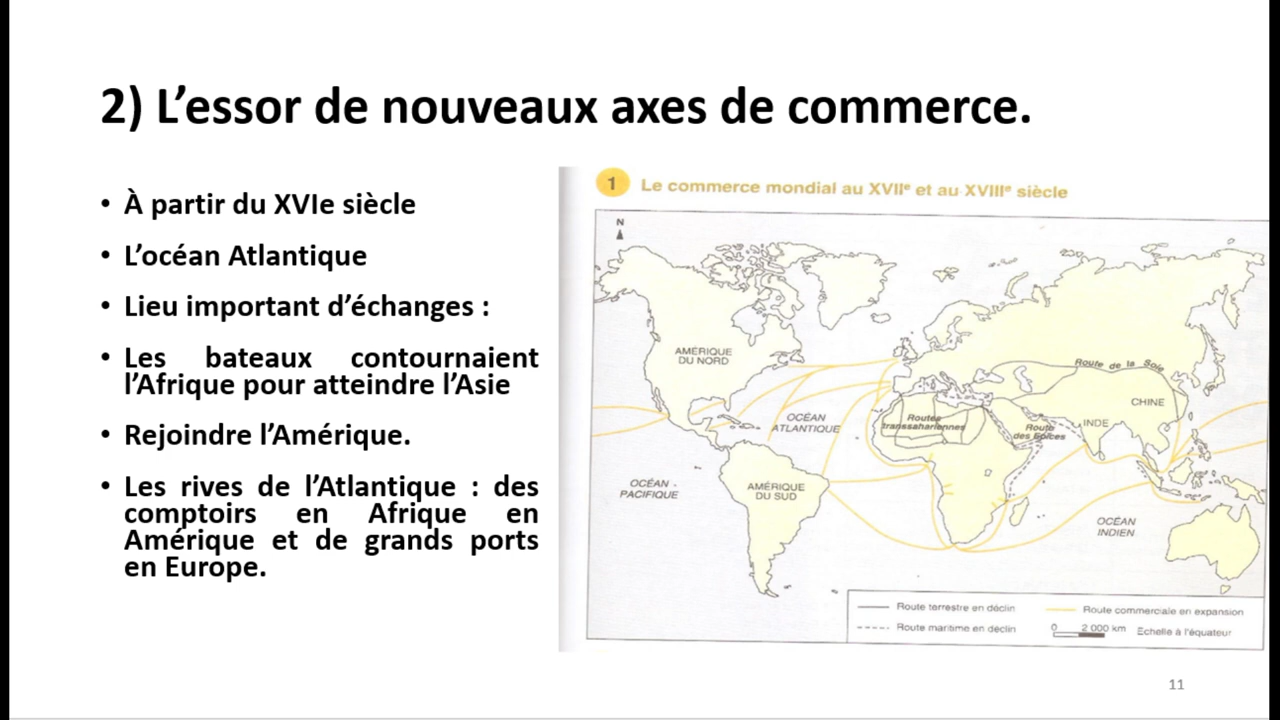 2) L’essor de nouveaux axes de commerce.
• À partir du XVIe siècle
• L’océan Atlantique
• Lieu important d’échanges :
• Les bateaux contournaient
l’Afrique pour atteindre l’Asie
• Rejoindre l’Amérique.
• Les rives de l’Atlantique : des
comptoirs en Afrique en
Amérique et de grands ports
en Europe.
1 Le commerce mondial au XVIIe et au XVIIIe siècle
N
AMÉRIQUE
DU NORD
OCÉAN
ATLANTIQUE
Routes
transsahariennes
Route de la Soie
CHINE
INDE
Route
des Épices
OCÉAN
PACIFIQUE
AMÉRIQUE
DU SUD
OCÉAN
INDIEN
Route terrestre en déclin
Route commerciale en expansion
Route maritime en déclin
0 2 000 km Echelle à l’équateur
11